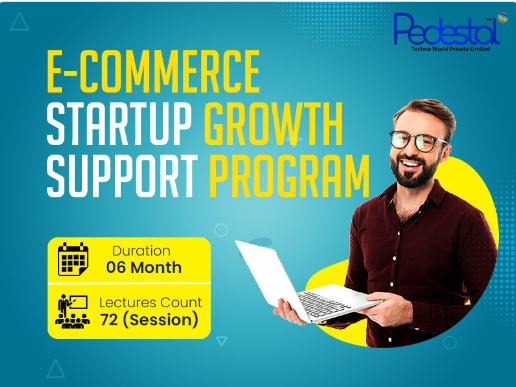 Pedestal
Techno World Private Limited
E-COMMERCE
STARTUP GROWTH
SUPPORT PROGRAM
Duration
06 Month
Lectures Count
72 (Session)